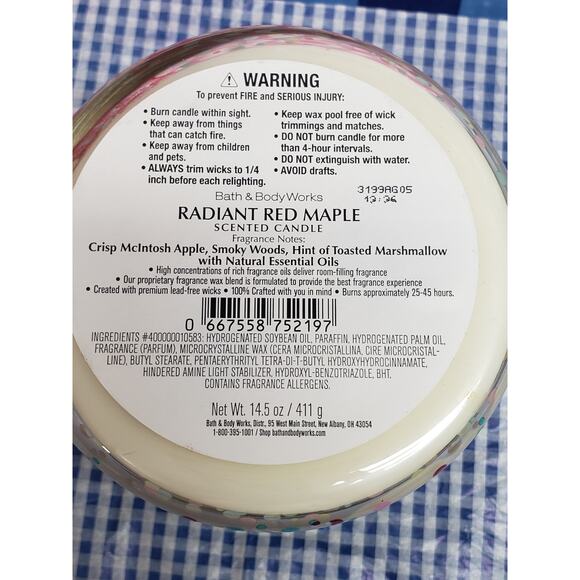 ⚠ WARNING
To prevent FIRE and SERIOUS INJURY:
• Burn candle within sight.
• Keep away from things
that can catch fire.
• Keep away from children
and pets.
• ALWAYS trim wicks to 1/4
inch before each relighting.
• Keep wax pool free of wick
trimmings and matches.
• DO NOT burn candle for more
than 4-hour intervals.
• DO NOT extinguish with water.
• AVOID drafts.
3199AG05
12:26
Bath & Body Works
RADIANT RED MAPLE
SCENTED CANDLE
Fragrance Notes:
Crisp McIntosh Apple, Smoky Woods, Hint of Toasted Marshmallow
with Natural Essential Oils
• High concentrations of rich fragrance oils deliver room-filling fragrance
• Our proprietary fragrance wax blend is formulated to provide the best fragrance experience
• Created with premium lead-free wicks • 100% Crafted with you in mind • Burns approximately 25-45 hours.
0 667558 752197
INGREDIENTS #400000010583: HYDROGENATED SOYBEAN OIL, PARAFFIN, HYDROGENATED PALM OIL,
FRAGRANCE (PARFUM), MICROCRYSTALLINE WAX (CERA MICROCRISTALLINA, CIRE MICROCRISTAL-
LINE), BUTYL STEARATE, PENTAERYTHRITYL TETRA-DI-T-BUTYL HYDROXYHYDROCINNAMATE,
HINDERED AMINE LIGHT STABILIZER, HYDROXYL-BENZOTRIAZOLE, BHT.
CONTAINS FRAGRANCE ALLERGENS.
Net Wt. 14.5 oz / 411 g
Bath & Body Works, Distr., 95 West Main Street, New Albany, OH 43054
1-800-395-1001 / Shop bathandbodyworks.com